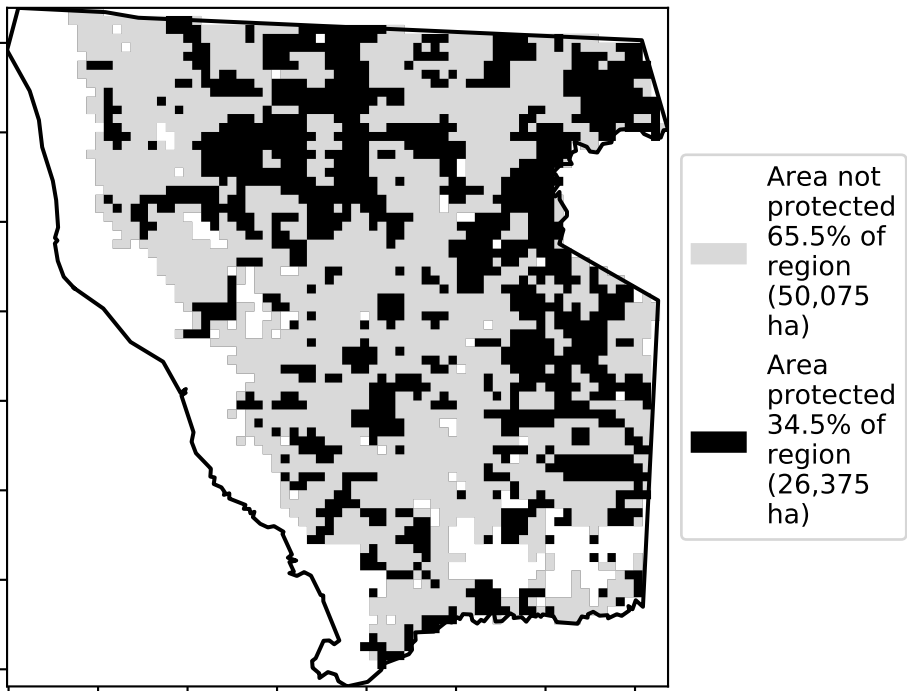 Area not
protected
65.5% of
region
(50,075
ha)
Area
protected
34.5% of
region
(26,375
ha)